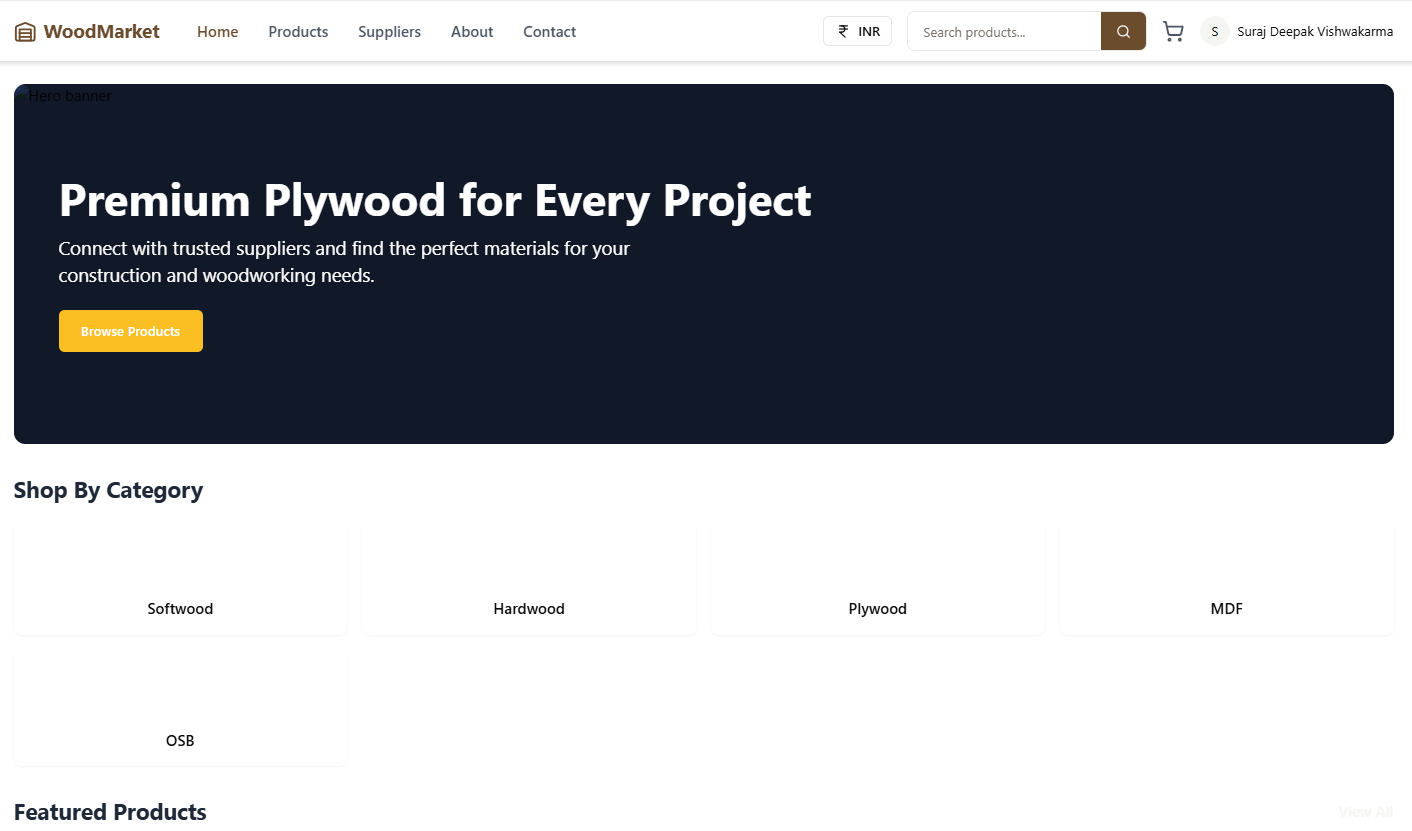 WoodMarket
Home
Products
Suppliers
About
Contact
₹ INR
Search products...
S
Suraj Deepak Vishwakarma
Hero banner
Premium Plywood for Every Project
Connect with trusted suppliers and find the perfect materials for your
construction and woodworking needs.
Browse Products
Shop By Category
Softwood
Hardwood
Plywood
MDF
OSB
Featured Products
View All